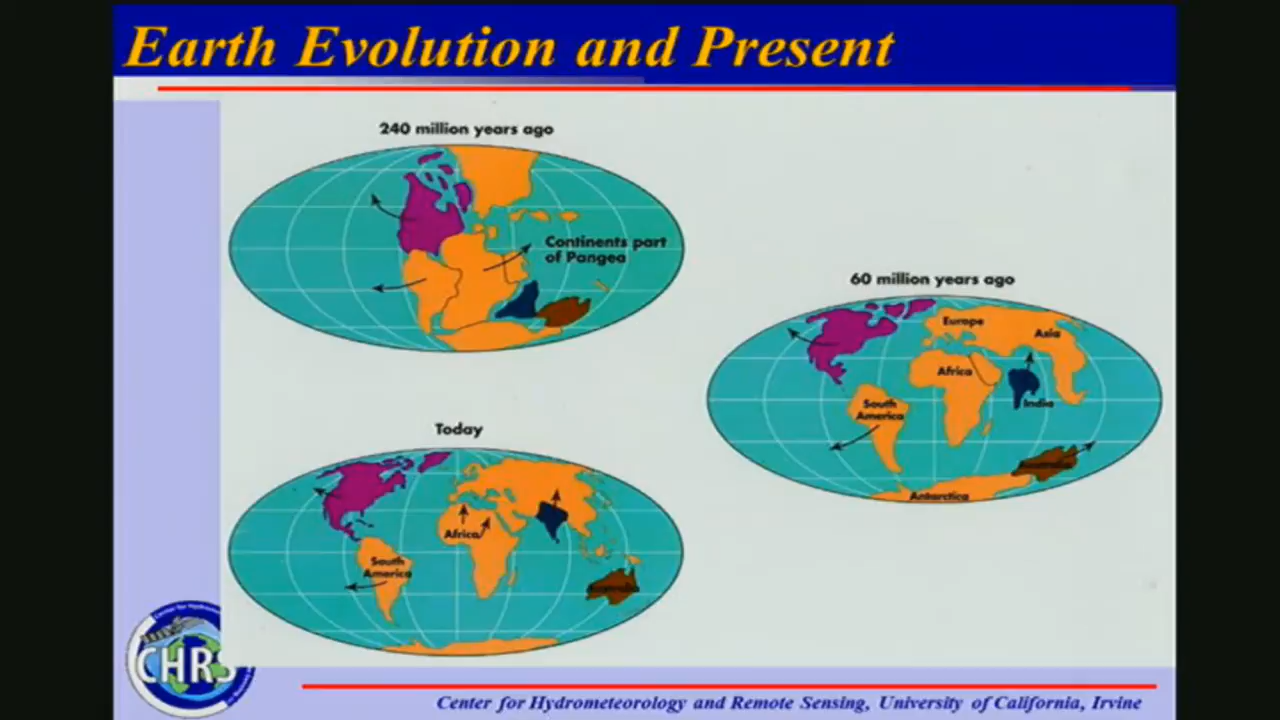 Earth Evolution and Present
240 million years ago
Continents part
of Pangea
60 million years ago
Europe
Asia
Africa
India
South
America
Australia
Antarctica
Today
Africa
South
America
Australia
CHRS
Center for Hydrometeorology and Remote Sensing, University of California, Irvine